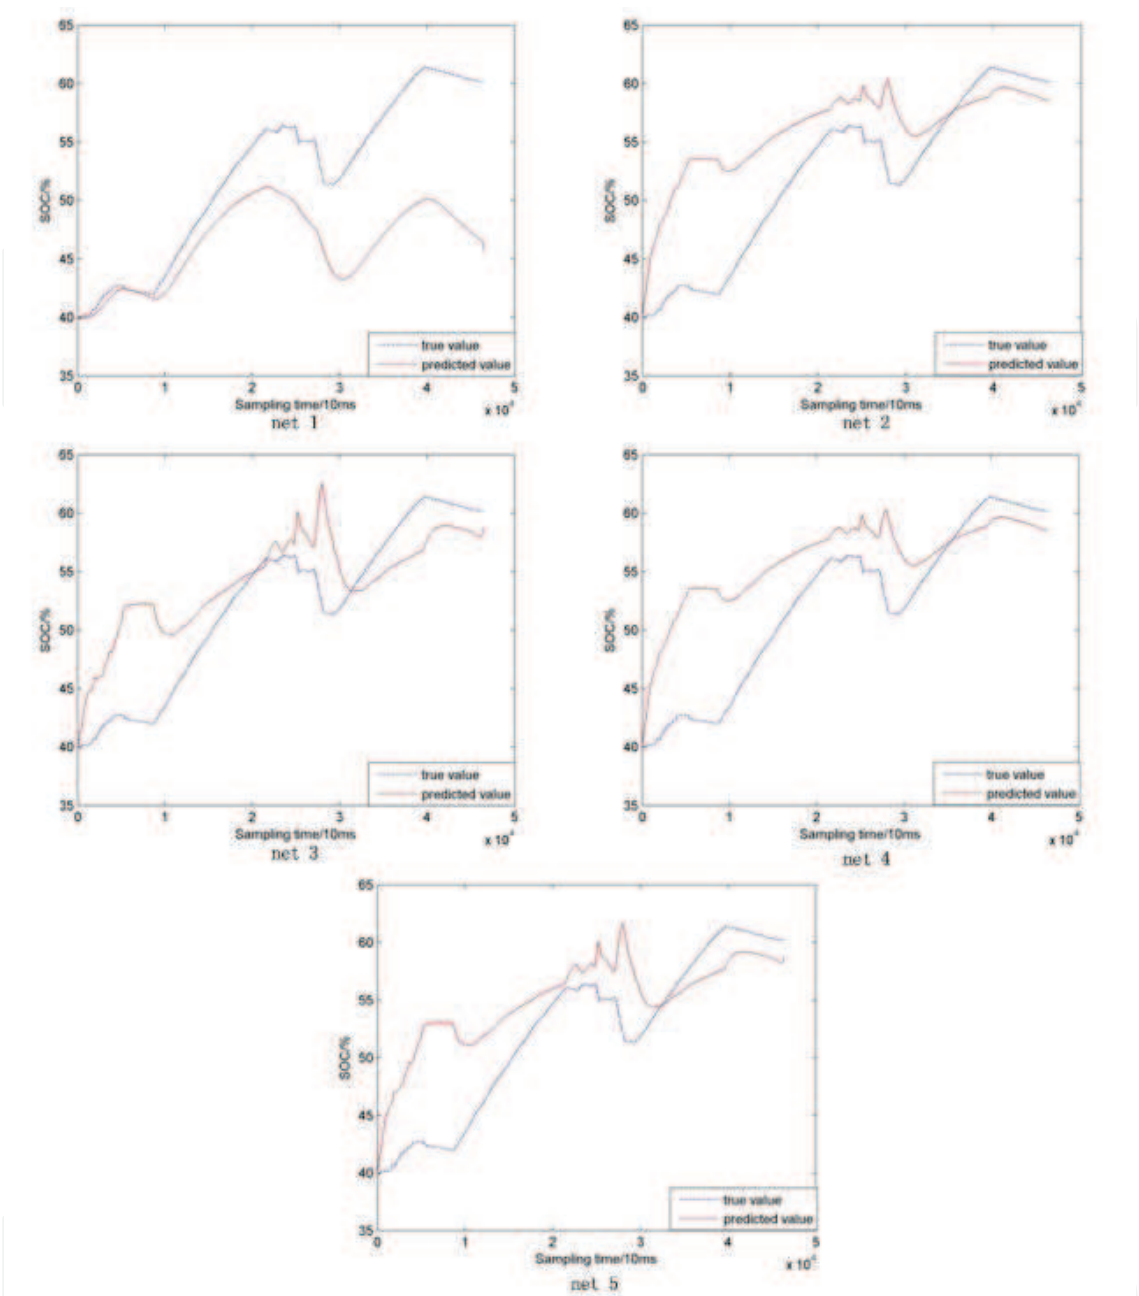 65
60
55
50
45
40
35
SOC/%
true value
predicted value
0 1 2 3 4 5
Sampling time/10ms
x 10⁴
net 1
65
60
55
50
45
40
35
SOC/%
true value
predicted value
0 1 2 3 4 5
Sampling time/10ms
x 10⁴
net 2
65
60
55
50
45
40
35
SOC/%
true value
predicted value
0 1 2 3 4 5
Sampling time/10ms
x 10⁴
net 3
65
60
55
50
45
40
35
SOC/%
true value
predicted value
0 1 2 3 4 5
Sampling time/10ms
x 10⁴
net 4
65
60
55
50
45
40
35
SOC/%
true value
predicted value
0 1 2 3 4 5
Sampling time/10ms
x 10⁴
net 5